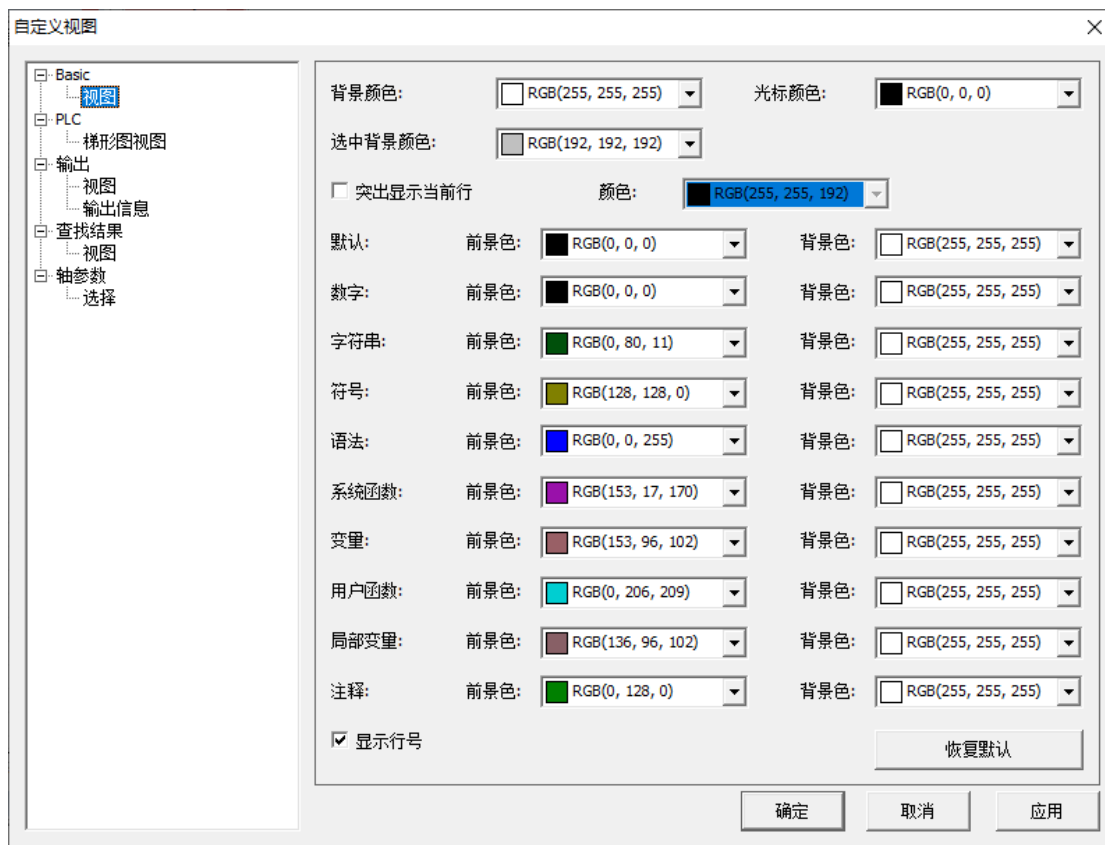 自定义视图
Basic
视图
PLC
梯形图视图
输出
视图
输出信息
查找结果
视图
轴参数
选择
背景颜色: RGB(255, 255, 255) 光标颜色: RGB(0, 0, 0)
选中背景颜色: RGB(192, 192, 192)
突出显示当前行 颜色: RGB(255, 255, 192)
默认: 前景色: RGB(0, 0, 0) 背景色: RGB(255, 255, 255)
数字: 前景色: RGB(0, 0, 0) 背景色: RGB(255, 255, 255)
字符串: 前景色: RGB(0, 80, 11) 背景色: RGB(255, 255, 255)
符号: 前景色: RGB(128, 128, 0) 背景色: RGB(255, 255, 255)
语法: 前景色: RGB(0, 0, 255) 背景色: RGB(255, 255, 255)
系统函数: 前景色: RGB(153, 17, 170) 背景色: RGB(255, 255, 255)
变量: 前景色: RGB(153, 96, 102) 背景色: RGB(255, 255, 255)
用户函数: 前景色: RGB(0, 206, 209) 背景色: RGB(255, 255, 255)
局部变量: 前景色: RGB(136, 96, 102) 背景色: RGB(255, 255, 255)
注释: 前景色: RGB(0, 128, 0) 背景色: RGB(255, 255, 255)
显示行号 恢复默认
确定 取消 应用